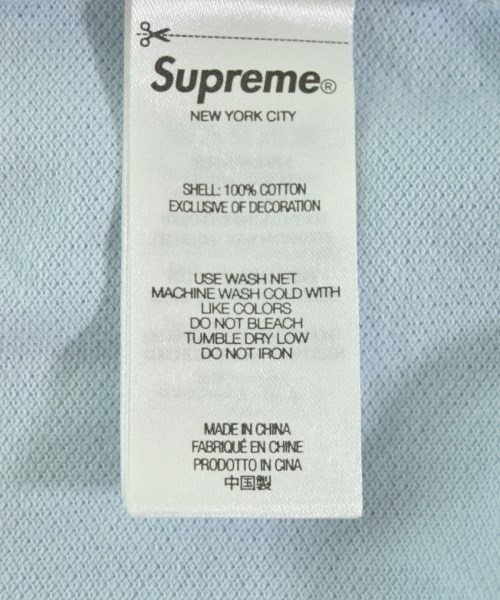 Supreme®
NEW YORK CITY
SHELL: 100% COTTON
EXCLUSIVE OF DECORATION
USE WASH NET
MACHINE WASH COLD WITH
LIKE COLORS
DO NOT BLEACH
TUMBLE DRY LOW
DO NOT IRON
MADE IN CHINA
FABRIQUÉ EN CHINE
PRODOTTO IN CINA
中国製